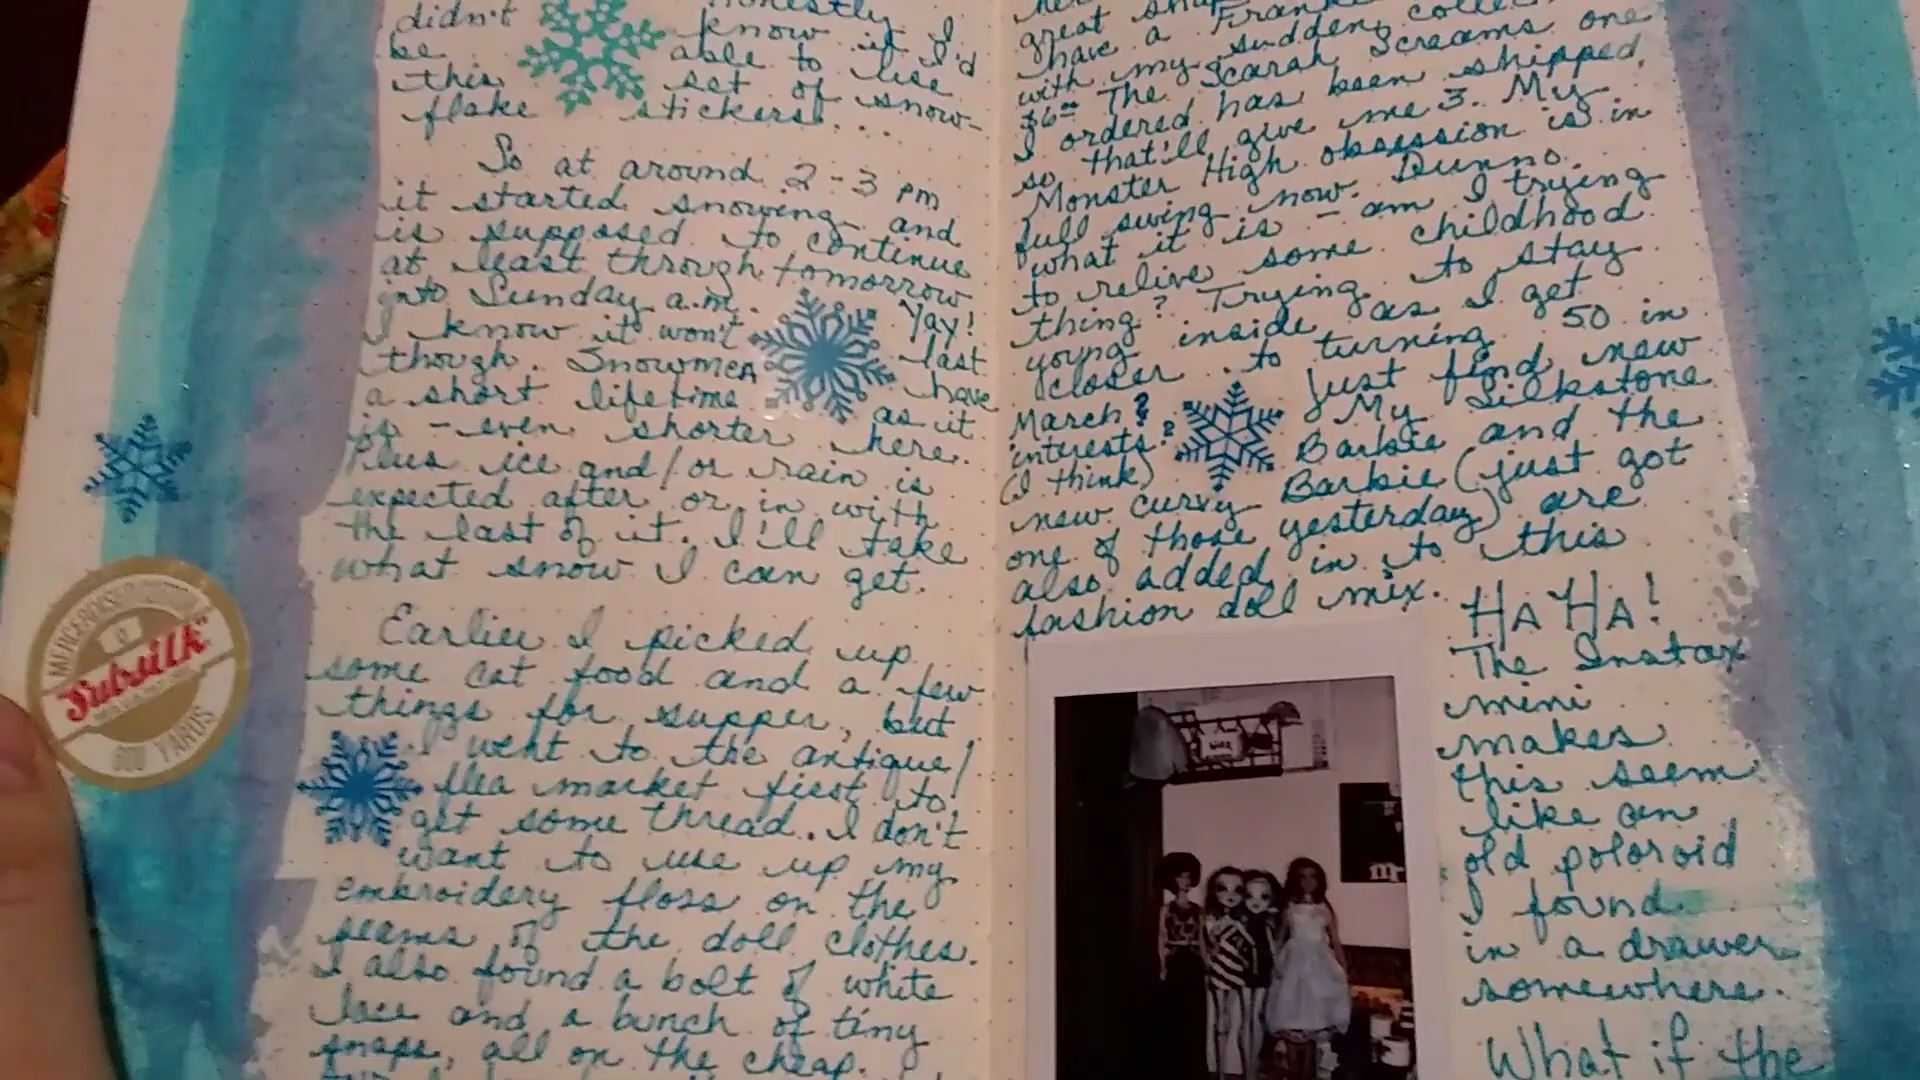 honestly I
didn't know if I'd
be able to use
this set of snow-
flake stickers....
So at around 2-3 pm
it started snowing and
is supposed to continue
at least through tomorrow
into Sunday a.m. Yay!
I know it won't last
though. Snowmen have
a short lifetime as it
is - even shorter here.
Plus ice and/or rain is
expected after or in with
the last of it. I'll take
what snow I can get.
Earlier I picked up
some cat food and a few
things for supper, but
I went to the antique/
flea market first to
get some thread. I don't
want to use up my
embroidery floss on the
seams of the doll clothes.
I also found a bolt of white
lace and a bunch of tiny
snaps, all on the cheap.
MERCERIZED
"Subsilk"
600 YARDS
great
have a
with my sudden
$6.00 The Scarah Screams one
I ordered has been shipped,
so that'll give me 3. My
Monster High obsession is in
full swing now. Dunno
what it is - am I trying
to relive some childhood
thing? Trying to stay
young inside as I get
closer to turning 50 in
March? Just find new
interests? My Silkstone
(I think) Barbie and the
new curvy Barbie (just got
one of those yesterday) are
also added in to this
fashion doll mix.
HA HA!
The Instax
mini
makes
this seem
like an
old poloroid
I found
in a drawer
somewhere.
What if the